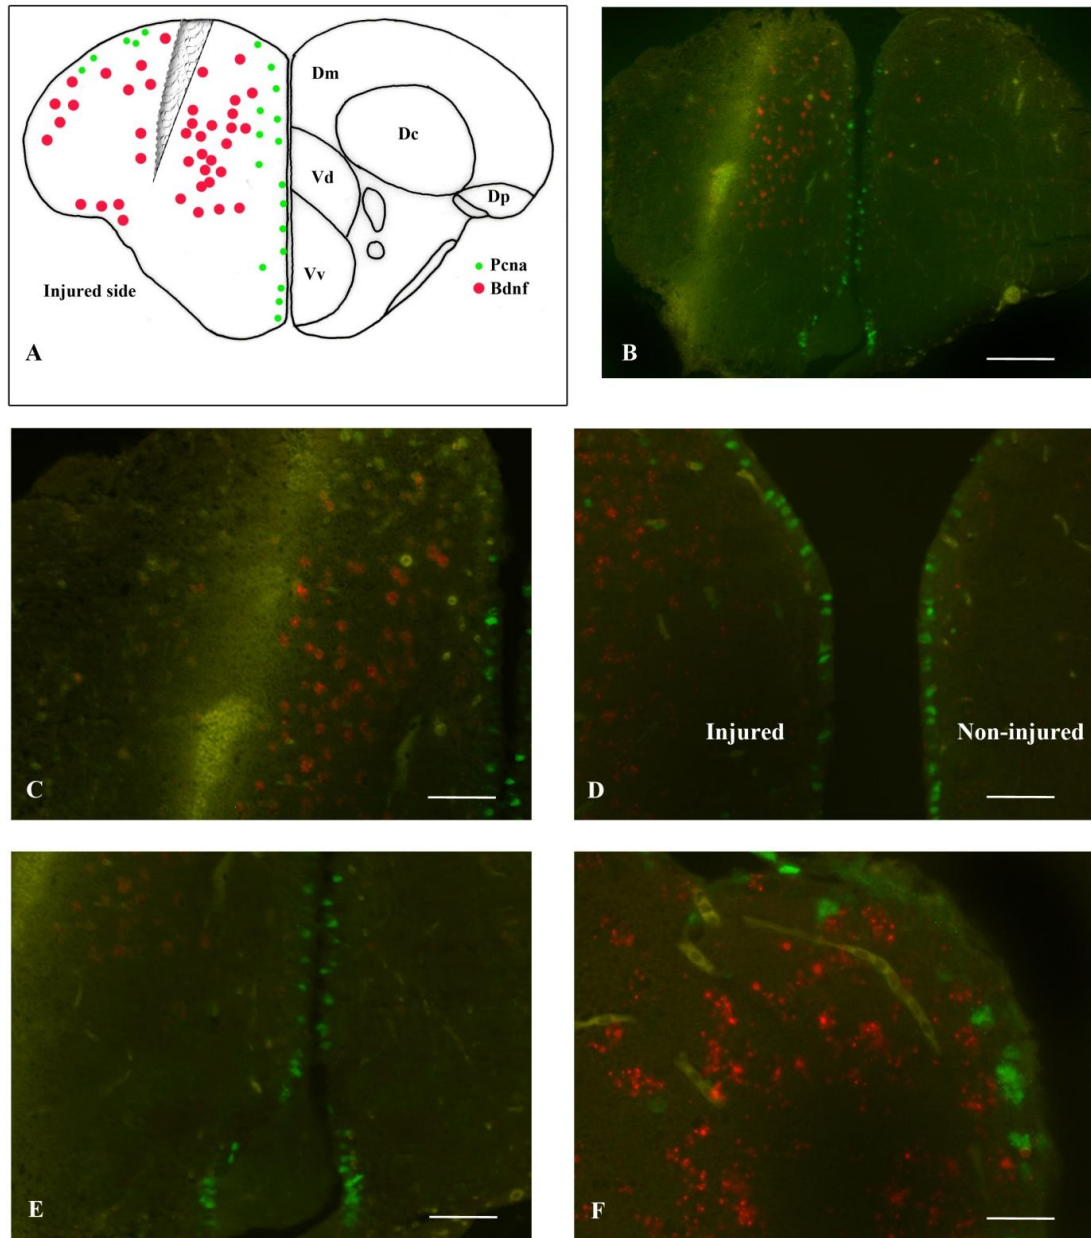 Dm
Dc
Vd
Dp
Vv
Pcna
Bdnf
Injured side
A
B
C
Injured
Non-injured
D
E
F